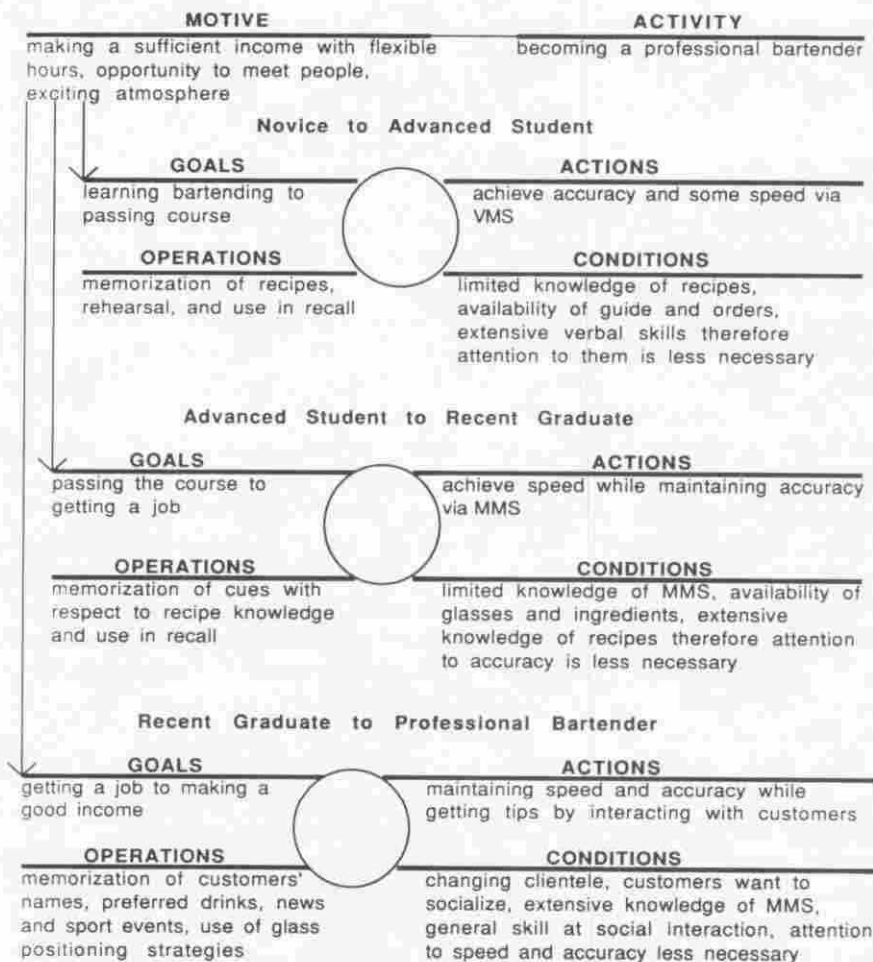 MOTIVE
making a sufficient income with flexible
hours, opportunity to meet people,
exciting atmosphere
ACTIVITY
becoming a professional bartender
Novice to Advanced Student
GOALS
learning bartending to
passing course
ACTIONS
achieve accuracy and some speed via
VMS
OPERATIONS
memorization of recipes,
rehearsal, and use in recall
CONDITIONS
limited knowledge of recipes,
availability of guide and orders,
extensive verbal skills therefore
attention to them is less necessary
Advanced Student to Recent Graduate
GOALS
passing the course to
getting a job
ACTIONS
achieve speed while maintaining accuracy
via MMS
OPERATIONS
memorization of cues with
respect to recipe knowledge
and use in recall
CONDITIONS
limited knowledge of MMS, availability of
glasses and ingredients, extensive
knowledge of recipes therefore attention
to accuracy is less necessary
Recent Graduate to Professional Bartender
GOALS
getting a job to making a
good income
ACTIONS
maintaining speed and accuracy while
getting tips by interacting with customers
OPERATIONS
memorization of customers'
names, preferred drinks, news
and sport events, use of glass
positioning strategies
CONDITIONS
changing clientele, customers want to
socialize, extensive knowledge of MMS,
general skill at social interaction, attention
to speed and accuracy less necessary